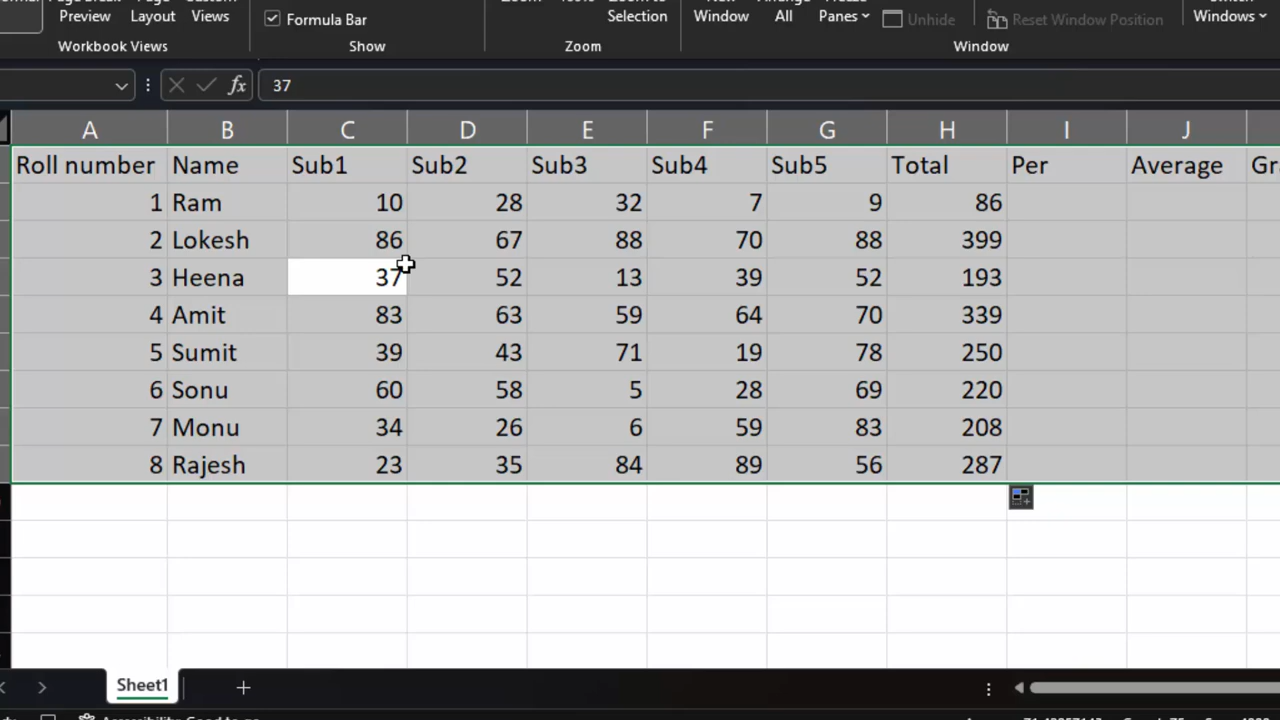 Preview Layout Views
Workbook Views
Formula Bar
Show
Zoom 100% Selection
Zoom
Window All Panes Unhide
Reset Window Position
Window
Windows
fx 37
A B C D E F G H I J
Roll number Name Sub1 Sub2 Sub3 Sub4 Sub5 Total Per Average
1 Ram 10 28 32 7 9 86
2 Lokesh 86 67 88 70 88 399
3 Heena 37 52 13 39 52 193
4 Amit 83 63 59 64 70 339
5 Sumit 39 43 71 19 78 250
6 Sonu 60 58 5 28 69 220
7 Monu 34 26 6 59 83 208
8 Rajesh 23 35 84 89 56 287
Sheet1